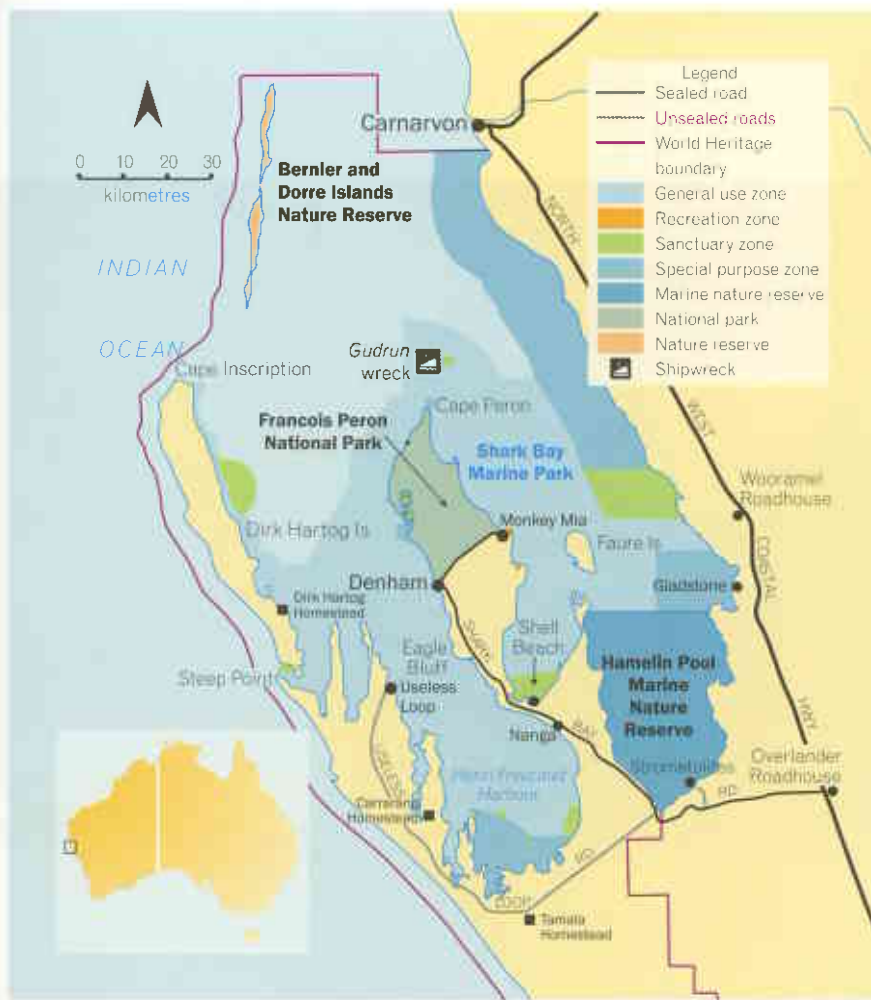 Legend
Sealed road
Unsealed roads
World Heritage
boundary
General use zone
Recreation zone
Sanctuary zone
Special purpose zone
Marine nature reserve
National park
Nature reserve
Shipwreck
Carnarvon
0 10 20 30
kilometres
Bernier and
Dorre Islands
Nature Reserve
NORTH
WEST
COASTAL
HWY
INDIAN
OCEAN
Gudrun
wreck
Cape Inscription
Cape Peron
Francois Peron
National Park
Shark Bay
Marine Park
Wooramel
Roadhouse
Dirk Hartog Is
Monkey Mia
Faure Is
Denham
Gladstone
Dirk Hartog
Homestead
SHARK
BAY
RD
Shell
Beach
Eagle
Bluff
Steep Point
Useless
Loop
Hamelin Pool
Marine
Nature
Reserve
Nanga
Stromatolites
Overlander
Roadhouse
USELESS
LOOP
RD
Henri Freycinet
Harbour
Carrarang
Homestead
Tamala
Homestead